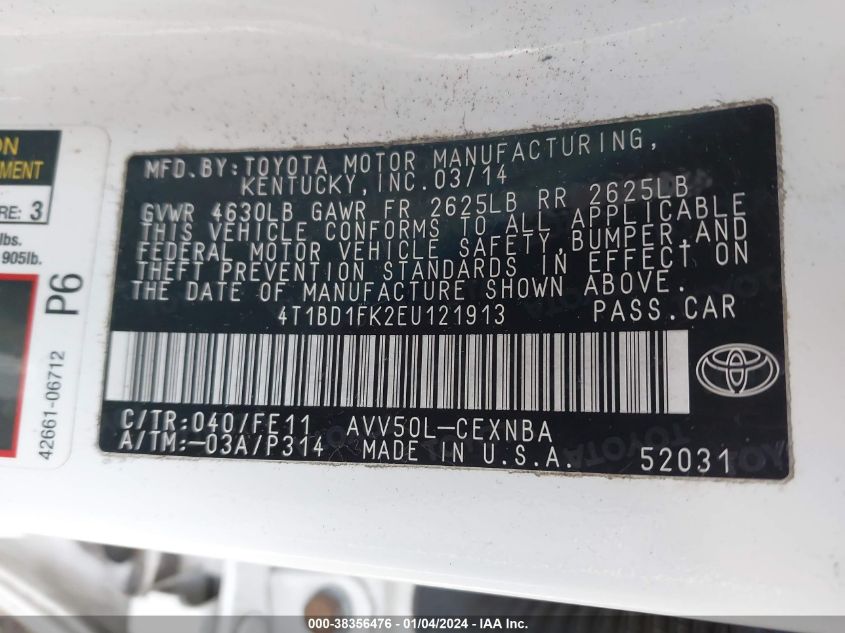 MFD.BY:TOYOTA MOTOR MANUFACTURING,
KENTUCKY,INC.03/14
GVWR 4630LB GAWR FR 2625LB RR 2625LB
THIS VEHICLE CONFORMS TO ALL APPLICABLE
FEDERAL MOTOR VEHICLE SAFETY,BUMPER,AND
THEFT PREVENTION STANDARDS IN EFFECT ON
THE DATE OF MANUFACTURE SHOWN ABOVE.
4T1BD1FK2EU121913 PASS.CAR
C/TR:040/FE11 AVV50L-CEXNBA
A/TM:-03A/P314 MADE IN U.S.A. 52031
RE: 3
lbs.
905lb.
P6
42661-06712
000-38356476 - 01/04/2024 - IAA Inc.